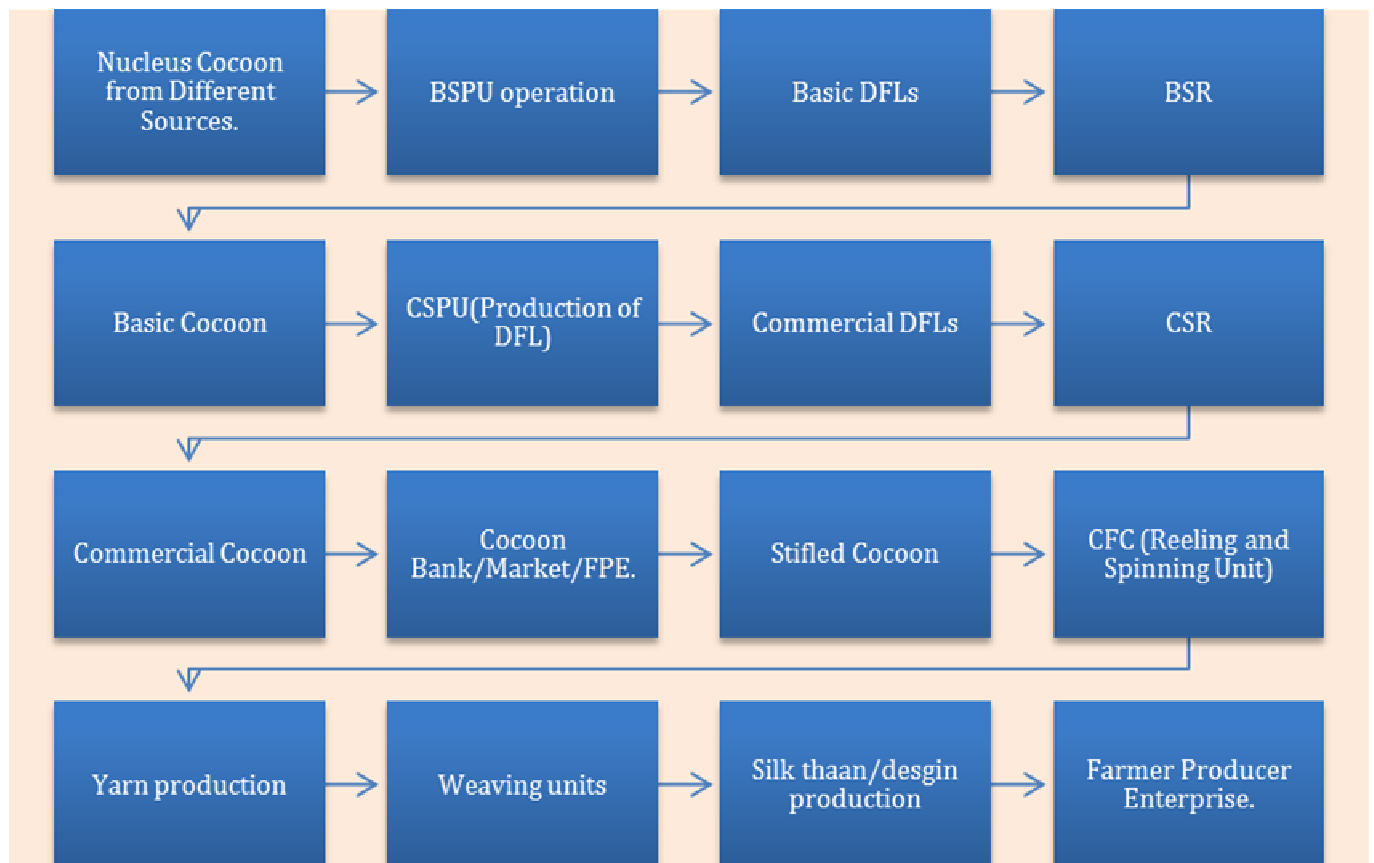 Nucleus Cocoon
from Different
Sources.
BSPU operation
Basic DFLs
BSR
Basic Cocoon
CSPU(Production of
DFL)
Commercial DFLs
CSR
Commercial Cocoon
Cocoon
Bank/Market/FPE.
Stifled Cocoon
CFC (Reeling and
Spinning Unit)
Yarn production
Weaving units
Silk thaan/desgin
production
Farmer Producer
Enterprise.